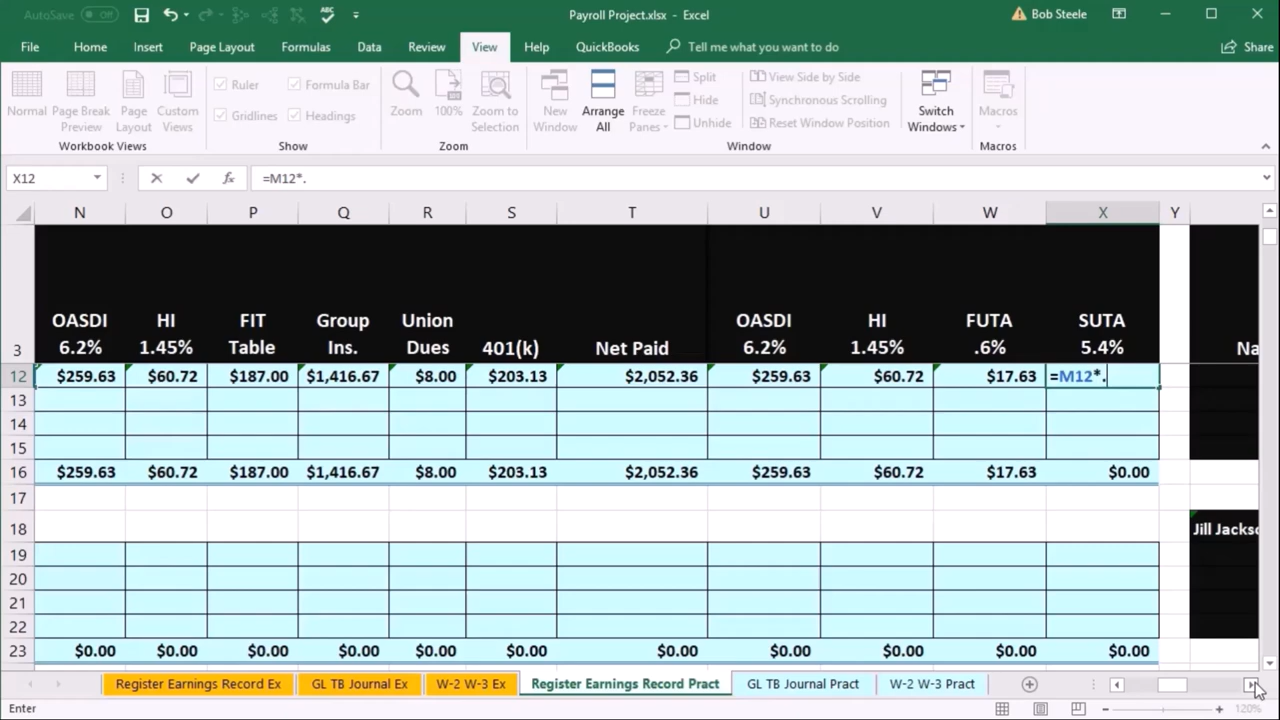 AutoSave Off Payroll Project.xlsx - Excel Bob Steele
File Home Insert Page Layout Formulas Data Review View Help QuickBooks Tell me what you want to do Share
Normal Page Break Preview Page Layout Custom Views
Ruler Formula Bar
Gridlines Headings
Zoom 100% Zoom to Selection
New Window Arrange All Freeze Panes
Split
Hide
Unhide
View Side by Side
Synchronous Scrolling
Reset Window Position
Switch Windows
Macros
Workbook Views Show Zoom Window Macros
X12 fx =M12*.
N O P Q R S T U V W X Y
OASDI HI FIT Group Union OASDI HI FUTA SUTA
3 6.2% 1.45% Table Ins. Dues 401(k) Net Paid 6.2% 1.45% .6% 5.4% Na
12 $259.63 $60.72 $187.00 $1,416.67 $8.00 $203.13 $2,052.36 $259.63 $60.72 $17.63 =M12*.
13
14
15
16 $259.63 $60.72 $187.00 $1,416.67 $8.00 $203.13 $2,052.36 $259.63 $60.72 $17.63 $0.00
17
18 Jill Jackso
19
20
21
22
23 $0.00 $0.00 $0.00 $0.00 $0.00 $0.00 $0.00 $0.00 $0.00 $0.00 $0.00
Register Earnings Record Ex GL TB Journal Ex W-2 W-3 Ex Register Earnings Record Pract GL TB Journal Pract W-2 W-3 Pract
Enter 120%